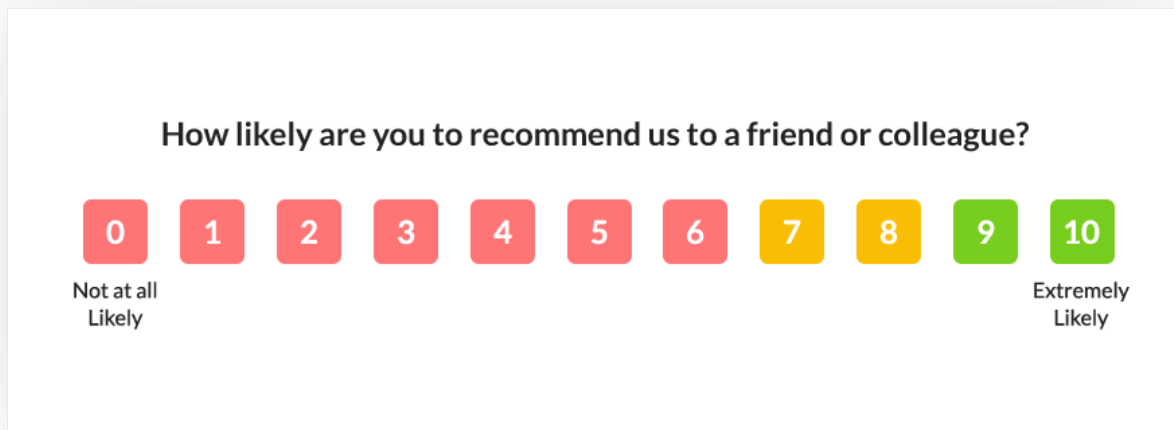 How likely are you to recommend us to a friend or colleague?
0 1 2 3 4 5 6 7 8 9 10
Not at all Extremely
Likely Likely